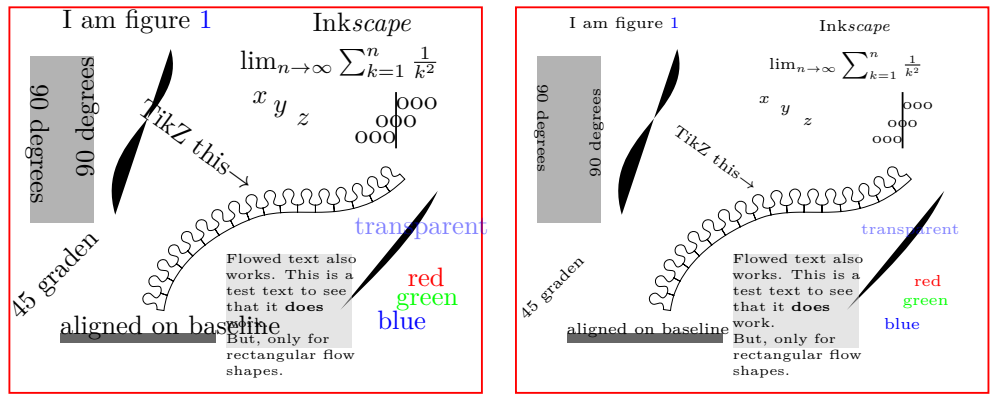 I am figure 1
Inkscape
lim n→∞ ∑ n k=1 1/k²
90 degrees
90 degrees
TikZ this→
x y z
ooo
ooo
ooo
transparent
45 graden
Flowed text also
works. This is a
test text to see
that it does
work.
But, only for
rectangular flow
shapes.
red
green
blue
aligned on baseline
I am figure 1
Inkscape
lim n→∞ ∑ n k=1 1/k²
90 degrees
90 degrees
TikZ this→
x y z
ooo
ooo
ooo
transparent
45 graden
Flowed text also
works. This is a
test text to see
that it does
work.
But, only for
rectangular flow
shapes.
red
green
blue
aligned on baseline